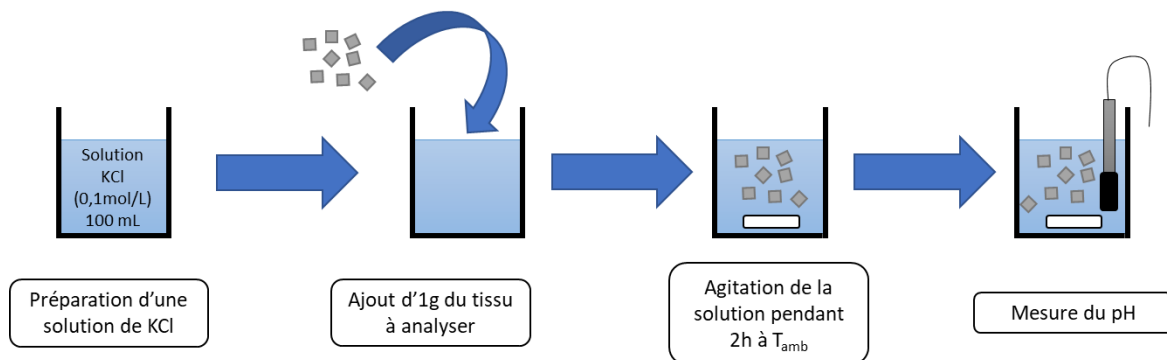 Solution
KCl
(0,1mol/L)
100 mL
Préparation d'une
solution de KCl
Ajout d'1g du tissu
à analyser
Agitation de la
solution pendant
2h à Tamb
Mesure du pH